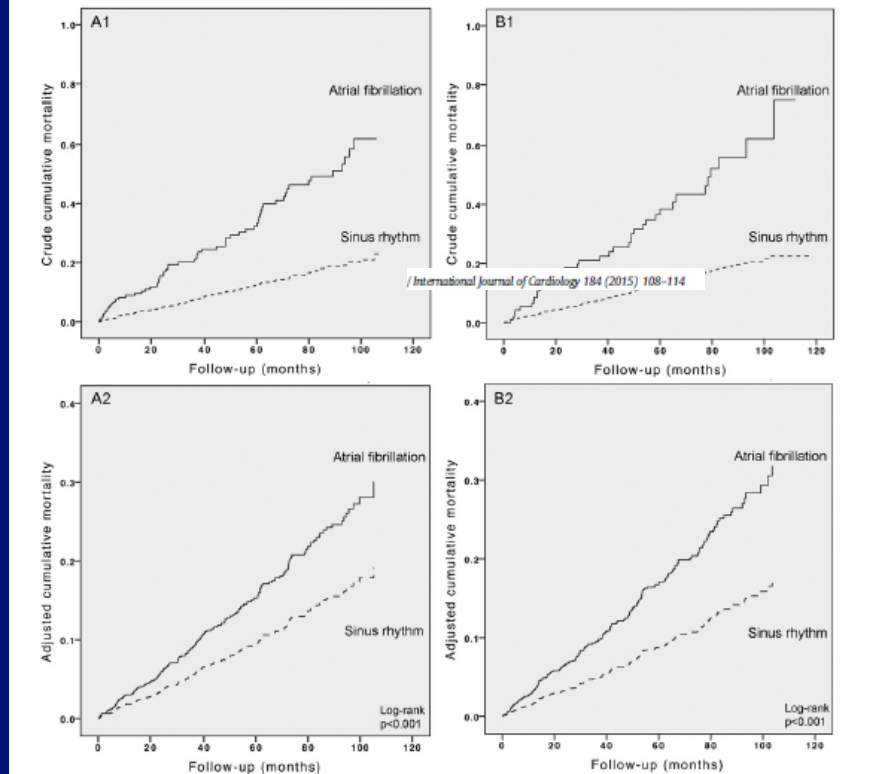 A1
1.0
0.8
0.6
0.4
0.2
0.0
Crude cumulative mortality
Atrial fibrillation
Sinus rhythm
0 20 40 60 80 100 120
Follow-up (months)
B1
1.0
0.8
0.6
0.4
0.2
0.0
Crude cumulative mortality
Atrial fibrillation
Sinus rhythm
0 20 40 60 80 100 120
Follow-up (months)
/ International Journal of Cardiology 184 (2015) 108–114
A2
0.4
0.3
0.2
0.1
0.0
Adjusted cumulative mortality
Atrial fibrillation
Sinus rhythm
Log-rank
p<0.001
0 20 40 60 80 100 120
Follow-up (months)
B2
0.4
0.3
0.2
0.1
0.0
Adjusted cumulative mortality
Atrial fibrillation
Sinus rhythm
Log-rank
p<0.001
0 20 40 60 80 100 120
Follow-up (months)